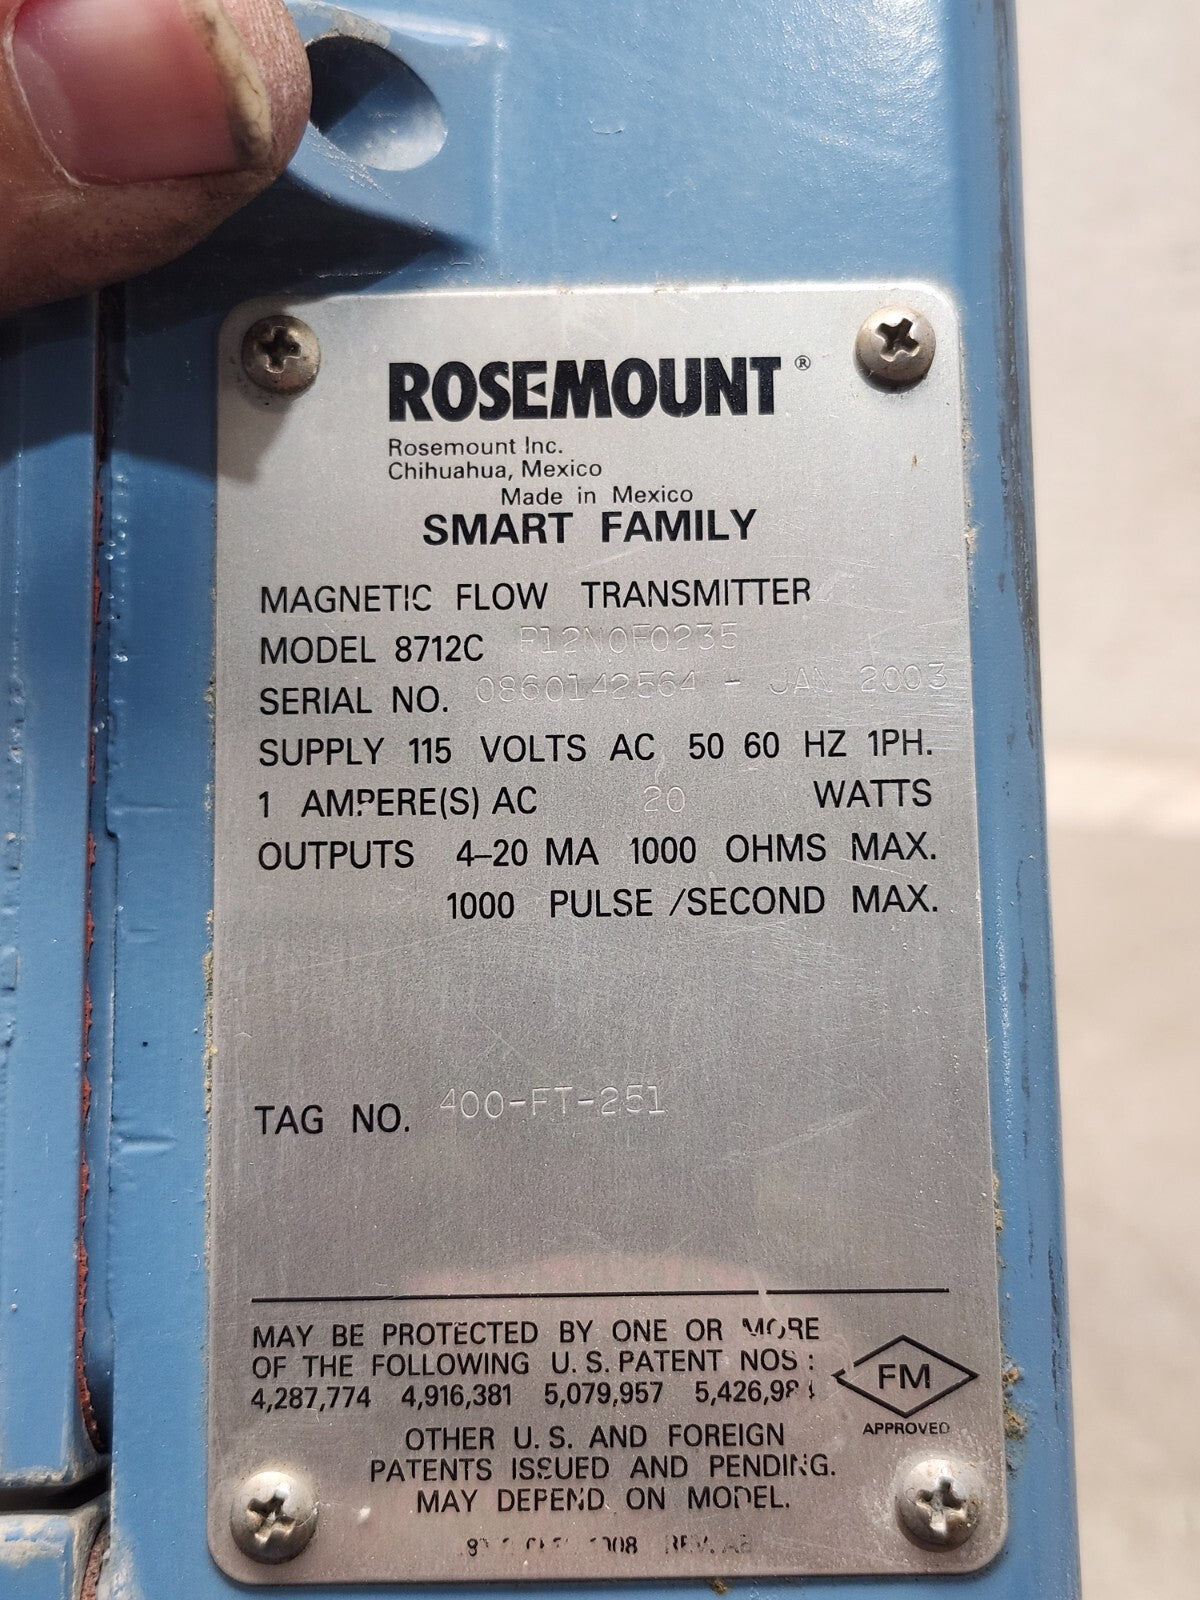 ROSEMOUNT®
Rosemount Inc.
Chihuahua, Mexico
Made in Mexico
SMART FAMILY
MAGNETIC FLOW TRANSMITTER
MODEL 8712C
SERIAL NO. 0860142564 - JAN 2003
SUPPLY 115 VOLTS AC 50 60 HZ 1PH.
1 AMPERE(S) AC 20 WATTS
OUTPUTS 4-20 MA 1000 OHMS MAX.
1000 PULSE /SECOND MAX.
TAG NO. 400-FT-251
MAY BE PROTECTED BY ONE OR MORE
OF THE FOLLOWING U.S. PATENT NOS:
4,287,774 4,916,381 5,079,957
FM
APPROVED
OTHER U.S. AND FOREIGN
PATENTS ISSUED AND PENDING.
MAY DEPEND ON MODEL.